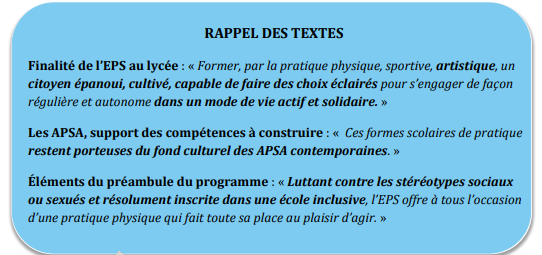 RAPPEL DES TEXTES
Finalité de l'EPS au lycée : « Former, par la pratique physique, sportive, artistique, un
citoyen épanoui, cultivé, capable de faire des choix éclairés pour s'engager de façon
régulière et autonome dans un mode de vie actif et solidaire. »
Les APSA, support des compétences à construire : « Ces formes scolaires de pratique
restent porteuses du fond culturel des APSA contemporaines. »
Éléments du préambule du programme : « Luttant contre les stéréotypes sociaux
ou sexués et résolument inscrite dans une école inclusive, l'EPS offre à tous l'occasion
d'une pratique physique qui fait toute sa place au plaisir d'agir. »